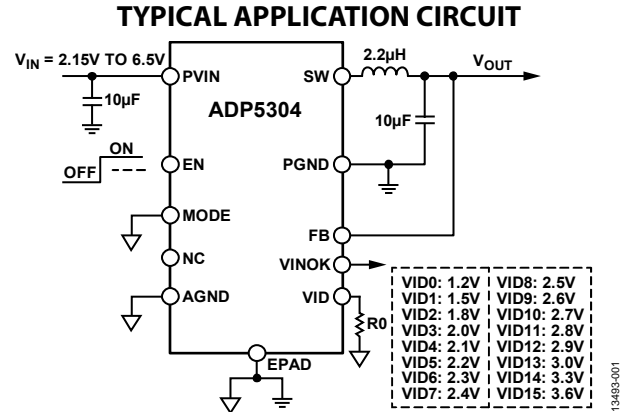 TYPICAL APPLICATION CIRCUIT
V_IN = 2.15V TO 6.5V
PVIN
10µF
ADP5304
SW
2.2µH
V_OUT
10µF
ON
OFF
EN
PGND
MODE
FB
NC
VINOK
AGND
VID
R0
EPAD
VID0: 1.2V
VID1: 1.5V
VID2: 1.8V
VID3: 2.0V
VID4: 2.1V
VID5: 2.2V
VID6: 2.3V
VID7: 2.4V
VID8: 2.5V
VID9: 2.6V
VID10: 2.7V
VID11: 2.8V
VID12: 2.9V
VID13: 3.0V
VID14: 3.3V
VID15: 3.6V
13493-001